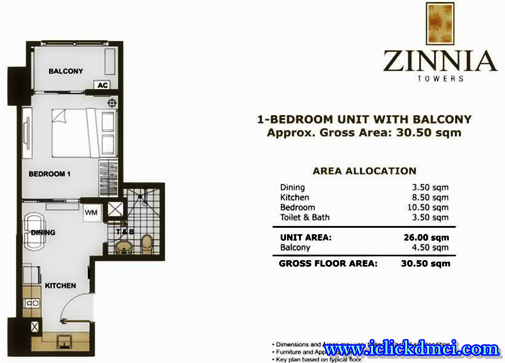 ZINNIA
TOWERS
1-BEDROOM UNIT WITH BALCONY
Approx. Gross Area: 30.50 sqm
AREA ALLOCATION
Dining 3.50 sqm
Kitchen 8.50 sqm
Bedroom 10.50 sqm
Toilet & Bath 3.50 sqm
UNIT AREA: 26.00 sqm
Balcony 4.50 sqm
GROSS FLOOR AREA: 30.50 sqm
BALCONY
AC
BEDROOM 1
WM
DINING
T & B
KITCHEN
• Dimensions and
• Furniture and
• Key plan based on typical floor
www.iclickdmci.com